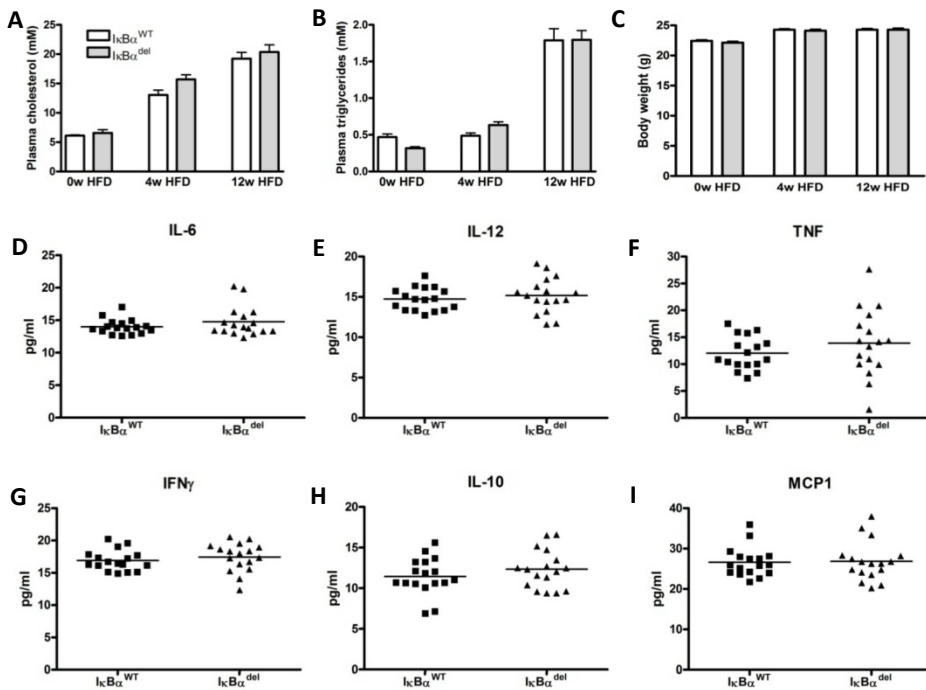 A
Plasma cholesterol (mM)
25
20
15
10
5
0
IκBα^WT
IκBα^del
0w HFD 4w HFD 12w HFD
B
Plasma triglycerides (mM)
2.0
1.5
1.0
0.5
0.0
0w HFD 4w HFD 12w HFD
C
Body weight (g)
25
20
15
10
5
0
0w HFD 4w HFD 12w HFD
D
IL-6
pg/ml
25
20
15
10
5
0
IκBα^WT IκBα^del
E
IL-12
pg/ml
20
15
10
5
0
IκBα^WT IκBα^del
F
TNF
pg/ml
30
25
20
15
10
5
0
IκBα^WT IκBα^del
G
IFNγ
pg/ml
25
20
15
10
5
0
IκBα^WT IκBα^del
H
IL-10
pg/ml
20
15
10
5
0
IκBα^WT IκBα^del
I
MCP1
pg/ml
40
30
20
10
0
IκBα^WT IκBα^del